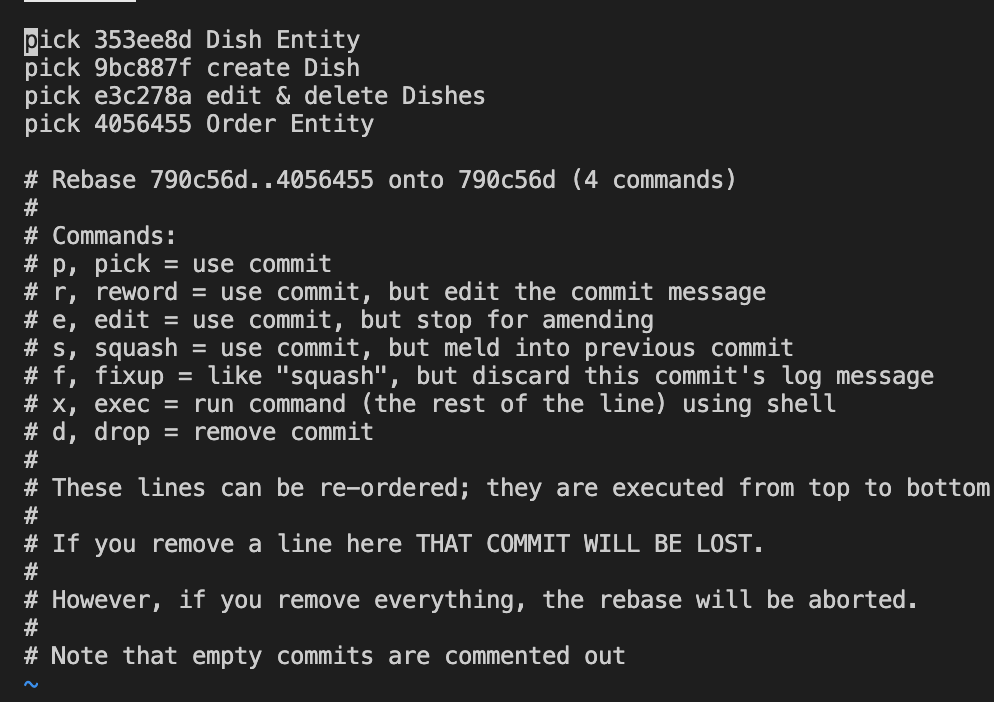 pick 353ee8d Dish Entity
pick 9bc887f create Dish
pick e3c278a edit & delete Dishes
pick 4056455 Order Entity
# Rebase 790c56d..4056455 onto 790c56d (4 commands)
#
# Commands:
# p, pick = use commit
# r, reword = use commit, but edit the commit message
# e, edit = use commit, but stop for amending
# s, squash = use commit, but meld into previous commit
# f, fixup = like "squash", but discard this commit's log message
# x, exec = run command (the rest of the line) using shell
# d, drop = remove commit
#
# These lines can be re-ordered; they are executed from top to bottom
#
# If you remove a line here THAT COMMIT WILL BE LOST.
#
# However, if you remove everything, the rebase will be aborted.
#
# Note that empty commits are commented out
~